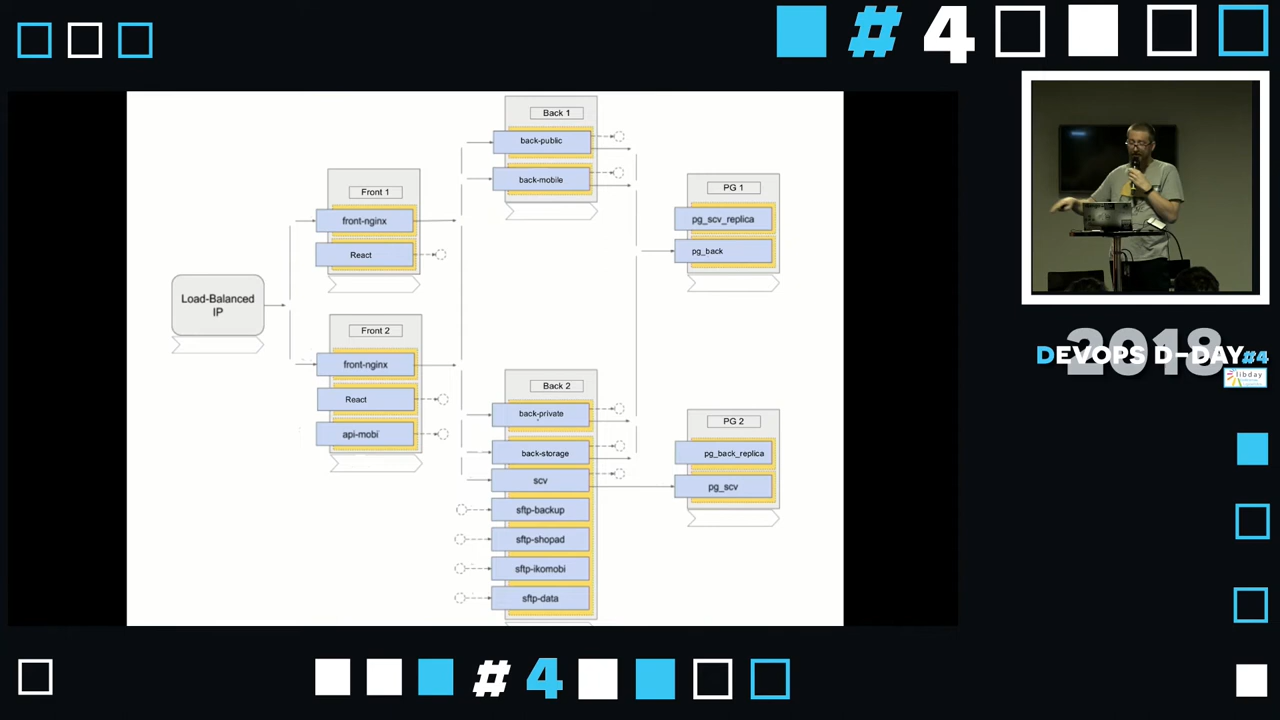 #4
Load-Balanced
IP
Front 1
front-nginx
React
Front 2
front-nginx
React
api-mobi
Back 1
back-public
back-mobile
Back 2
back-private
back-storage
scv
sftp-backup
sftp-shopad
sftp-ikomobi
sftp-data
PG 1
pg_scv_replica
pg_back
PG 2
pg_back_replica
pg_scv
2018
DEVOPS D-DAY#4
libday
#4